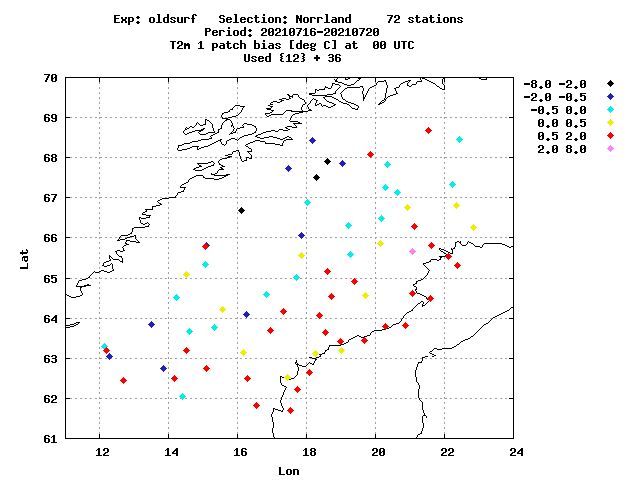 Exp: oldsurf   Selection: Norrland     72 stations
Period: 20210716-20210720
T2m 1 patch bias [deg C] at  00 UTC
Used {12} + 36
-8.0 -2.0
-2.0 -0.5
-0.5 0.0
0.0 0.5
0.5 2.0
2.0 8.0
70
69
68
67
66
65
64
63
62
61
Lat
12 14 16 18 20 22 24
Lon